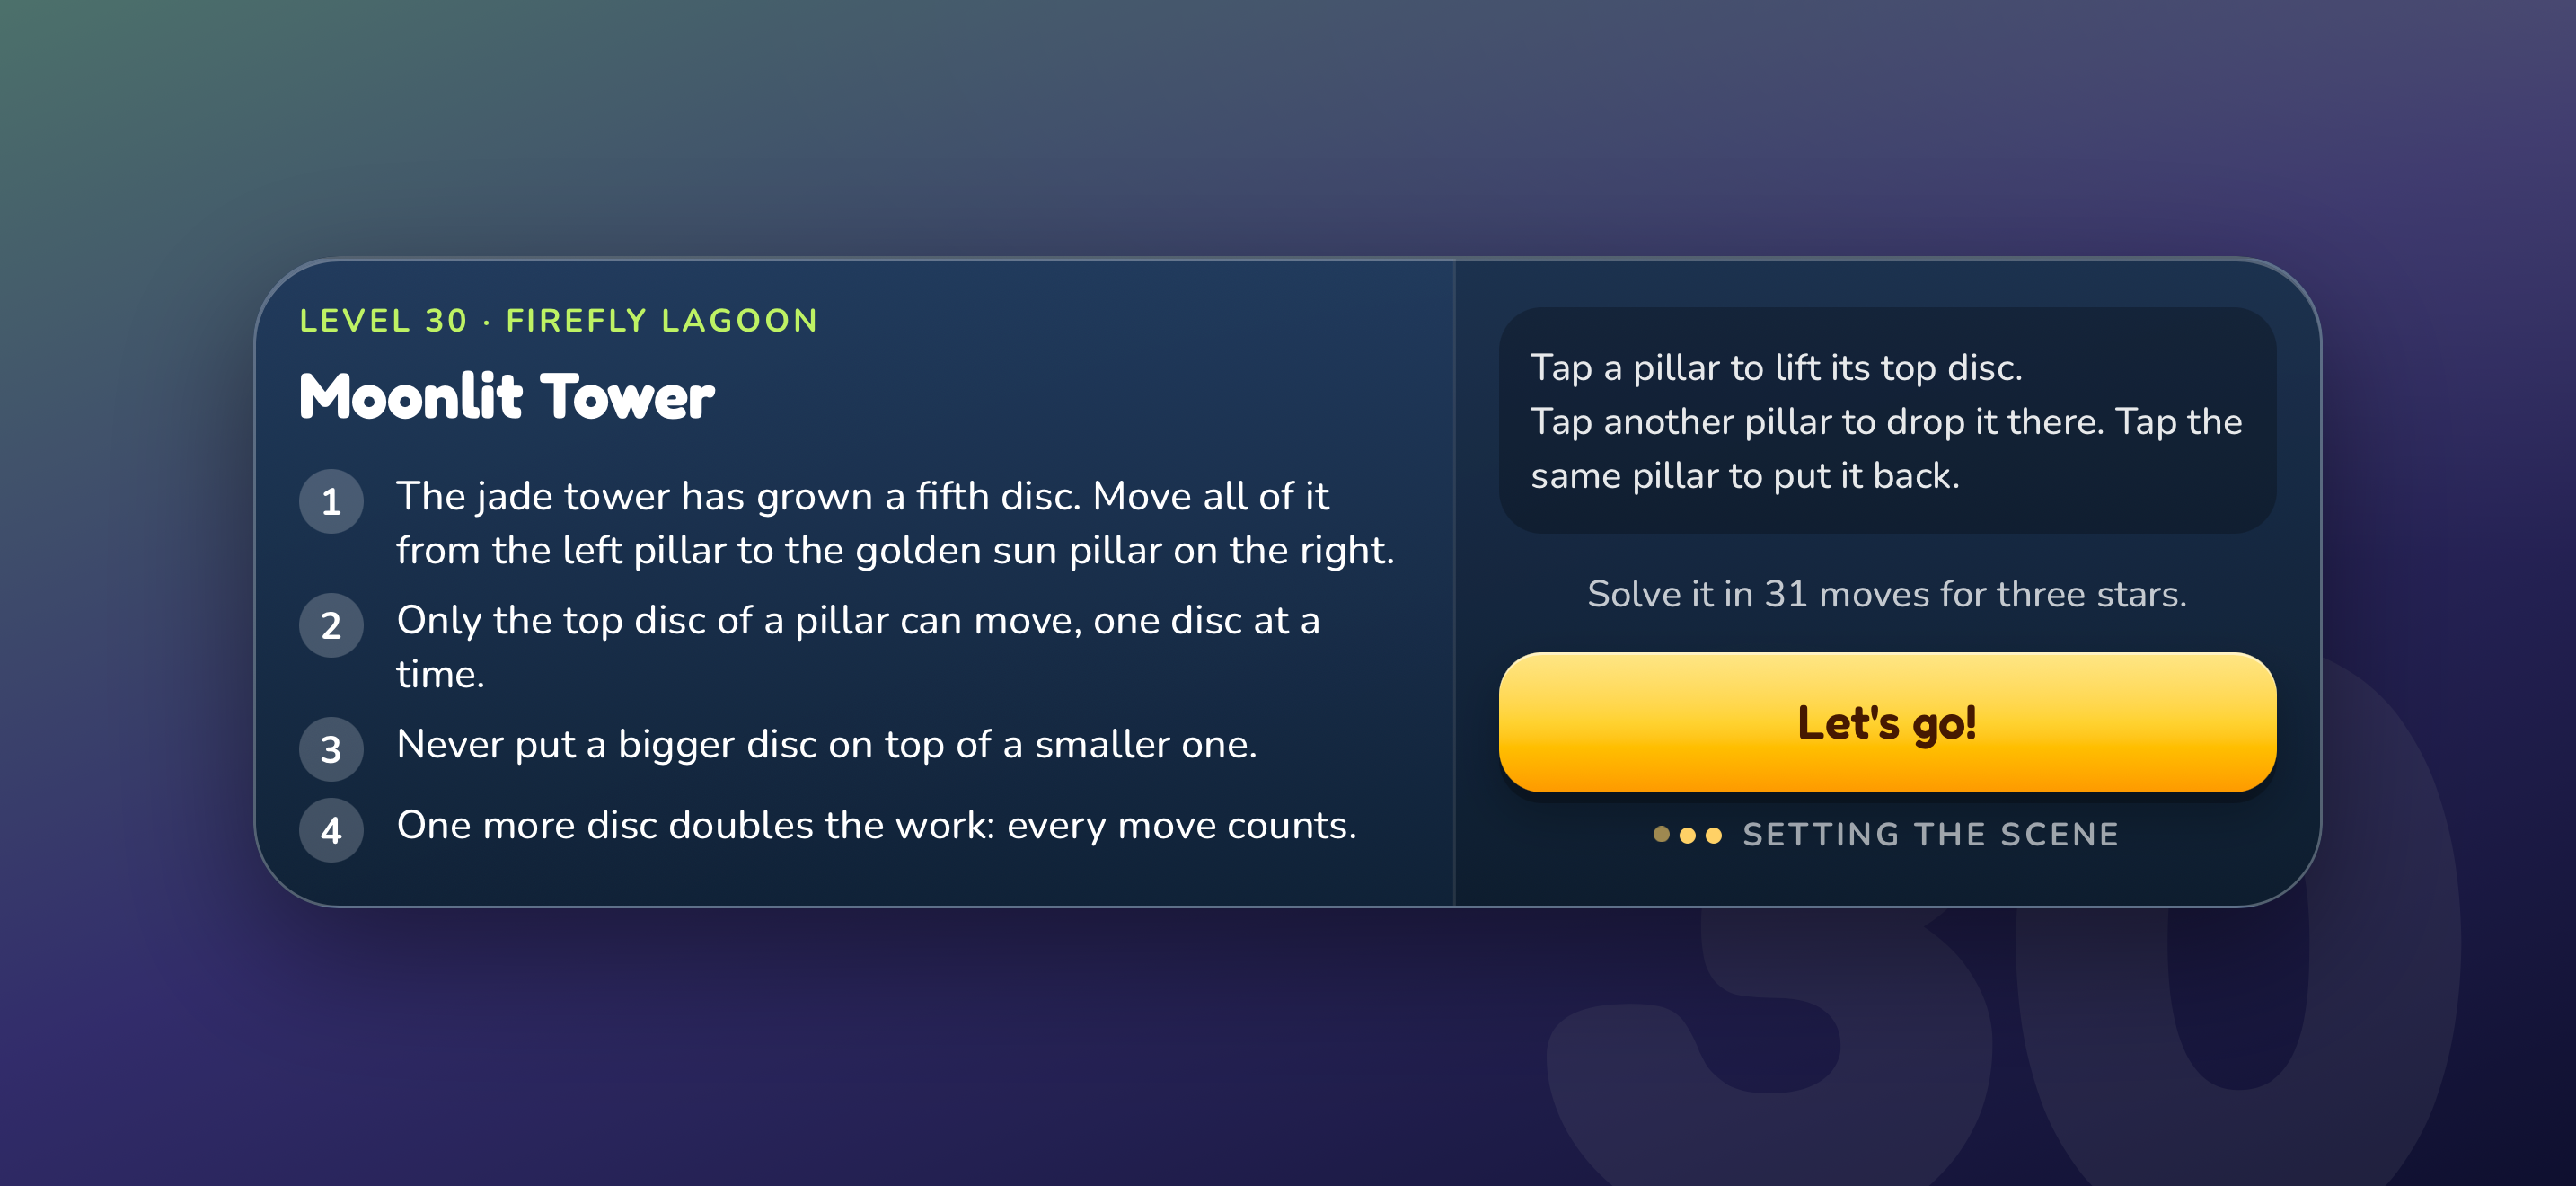 LEVEL 30 · FIREFLY LAGOON
Moonlit Tower
1 The jade tower has grown a fifth disc. Move all of it
from the left pillar to the golden sun pillar on the right.
2 Only the top disc of a pillar can move, one disc at a
time.
3 Never put a bigger disc on top of a smaller one.
4 One more disc doubles the work: every move counts.
Tap a pillar to lift its top disc.
Tap another pillar to drop it there. Tap the
same pillar to put it back.
Solve it in 31 moves for three stars.
Let's go!
SETTING THE SCENE
30